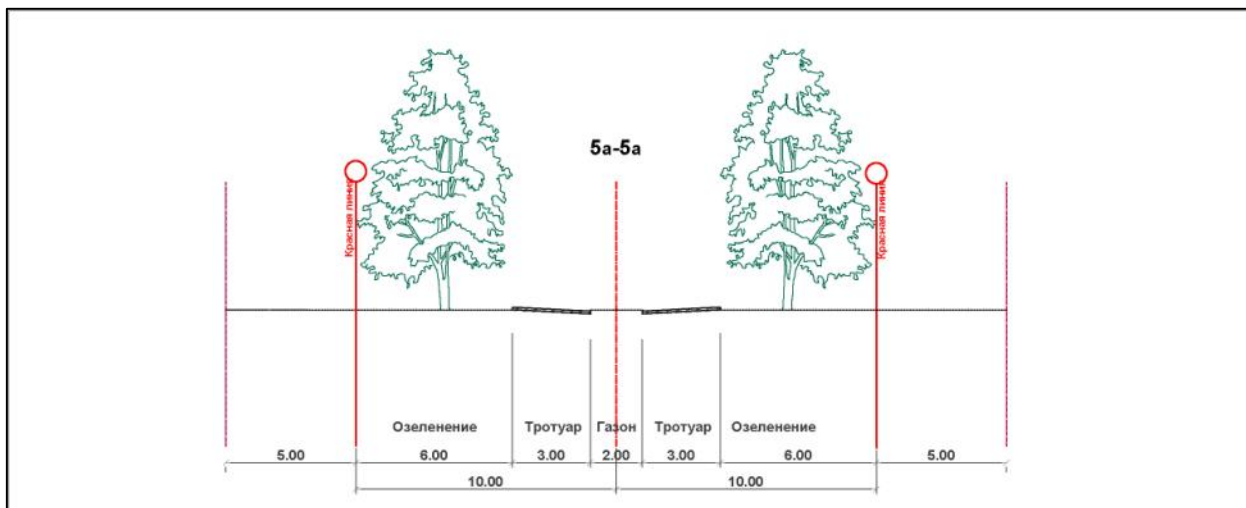 5а-5а
Красная линия
Красная линия
Озеленение Тротуар Газон Тротуар Озеленение
5.00 6.00 3.00 2.00 3.00 6.00 5.00
10.00 10.00